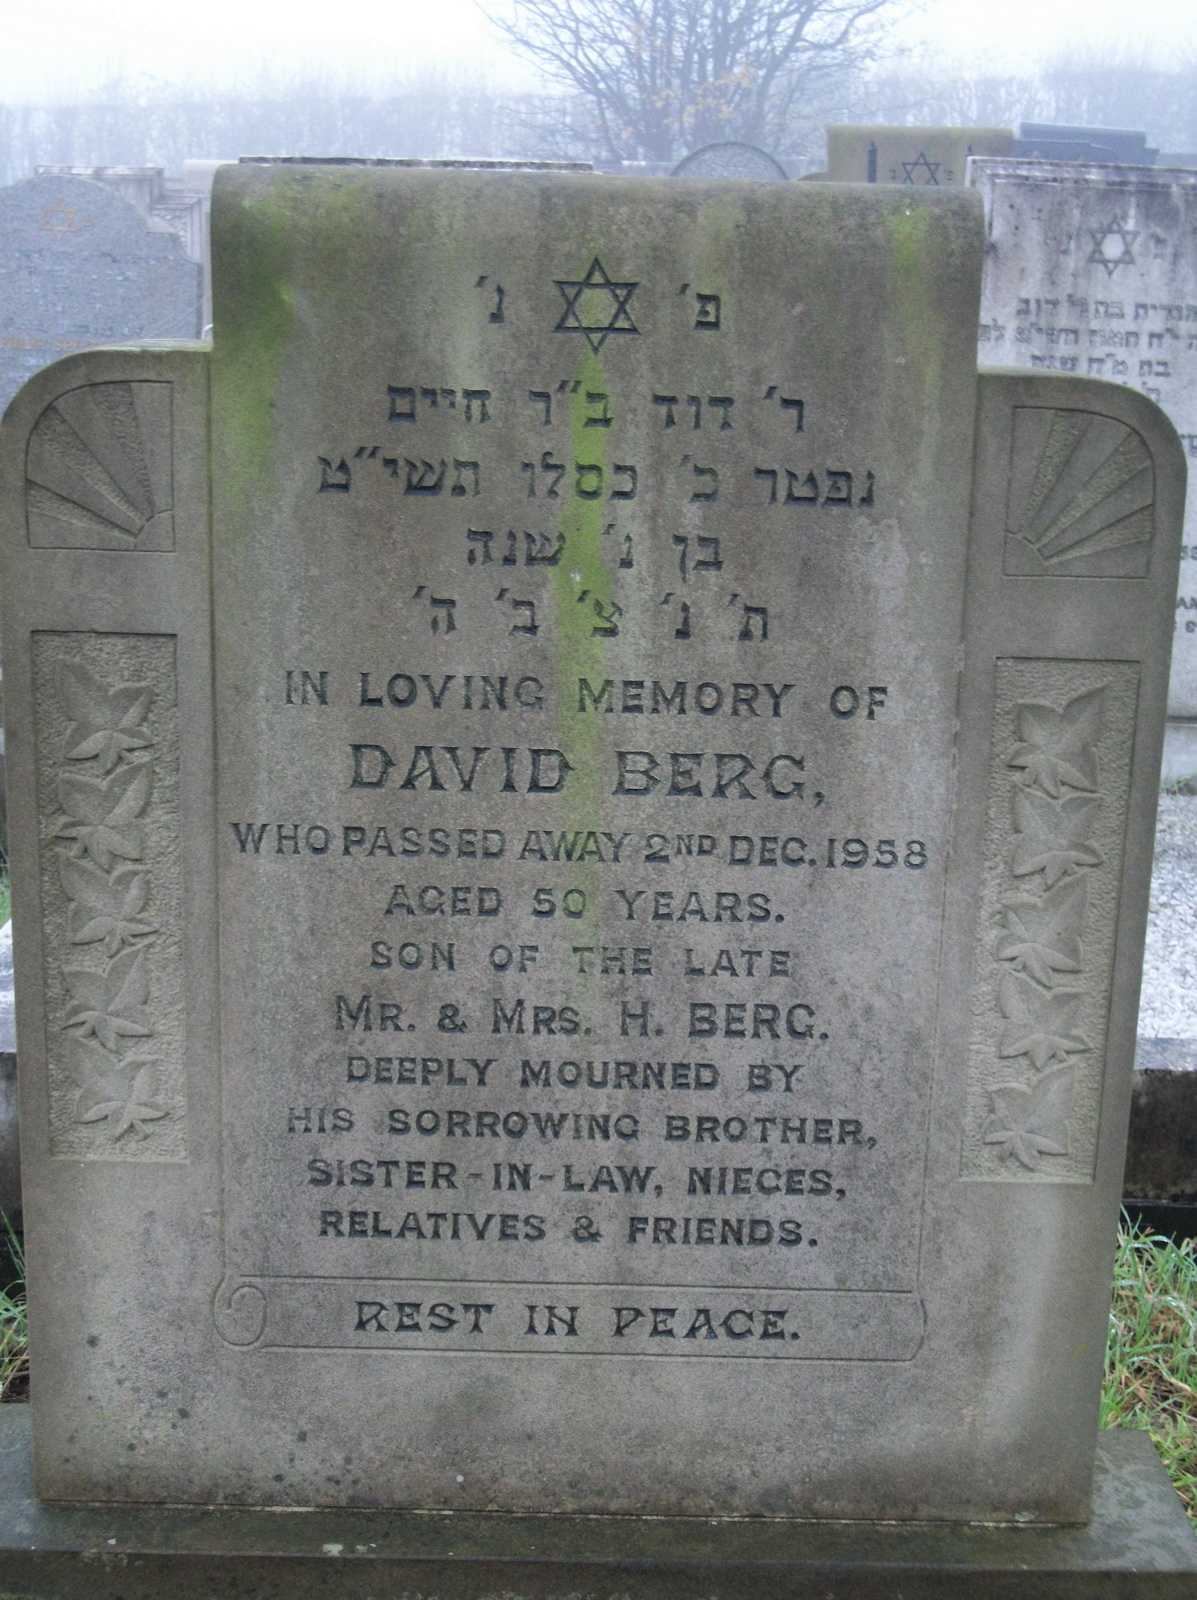 פ׳ נ׳
ר׳ דוד ב״ר חיים
נפטר כ׳ כסלו תשי״ט
בן נ׳ שנה
ת׳ נ׳ צ׳ ב׳ ה׳
IN LOVING MEMORY OF
DAVID BERG,
WHO PASSED AWAY 2ND DEC. 1958
AGED 50 YEARS.
SON OF THE LATE
MR. & MRS. H. BERG.
DEEPLY MOURNED BY
HIS SORROWING BROTHER,
SISTER-IN-LAW, NIECES,
RELATIVES & FRIENDS.
REST IN PEACE.